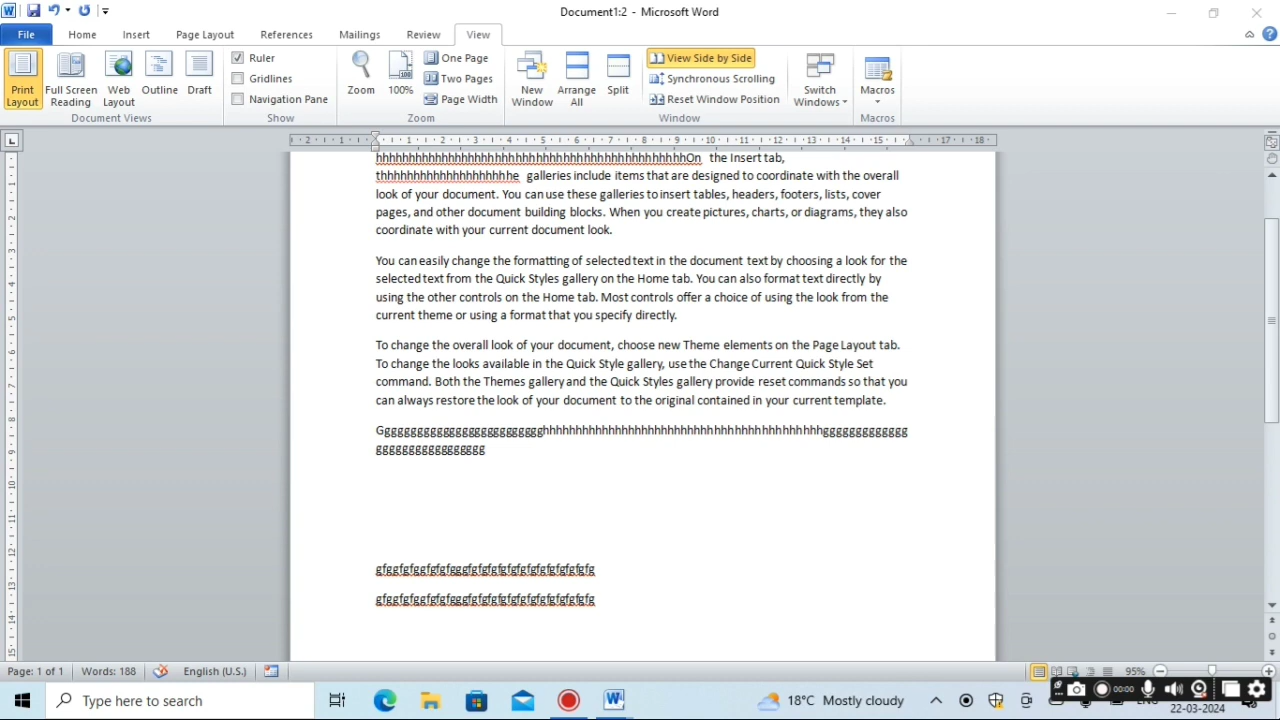 Document1:2 - Microsoft Word
File Home Insert Page Layout References Mailings Review View
Print Layout
Full Screen Reading
Web Layout
Outline
Draft
Document Views
Ruler
Gridlines
Navigation Pane
Show
Zoom
100%
One Page
Two Pages
Page Width
Zoom
New Window
Arrange All
Split
View Side by Side
Synchronous Scrolling
Reset Window Position
Window
Switch Windows
Macros
Macros
the Insert tab,
galleries include items that are designed to coordinate with the overall
look of your document. You can use these galleries to insert tables, headers, footers, lists, cover
pages, and other document building blocks. When you create pictures, charts, or diagrams, they also
coordinate with your current document look.
You can easily change the formatting of selected text in the document text by choosing a look for the
selected text from the Quick Styles gallery on the Home tab. You can also format text directly by
using the other controls on the Home tab. Most controls offer a choice of using the look from the
current theme or using a format that you specify directly.
To change the overall look of your document, choose new Theme elements on the Page Layout tab.
To change the looks available in the Quick Style gallery, use the Change Current Quick Style Set
command. Both the Themes gallery and the Quick Styles gallery provide reset commands so that you
can always restore the look of your document to the original contained in your current template.
Page: 1 of 1 Words: 188 English (U.S.) 95%
Type here to search 18°C Mostly cloudy 00:00
22-03-2024